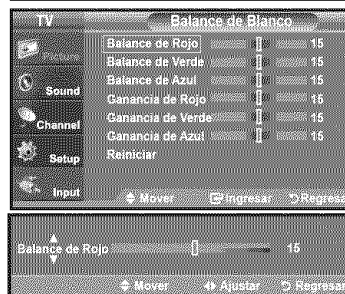 TV Balance de Blanco
Picture
Sound
Channel
Setup
Input
Balance de Rojo 15
Balance de Verde 15
Balance de Azul 15
Ganancia de Rojo 15
Ganancia de Verde 15
Ganancia de Azul 15
Reiniciar
Mover Ingresar Regresar
Balance de Rojo 15
Mover Ajustar Regresar